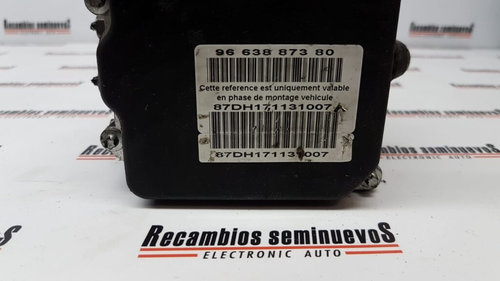 96 638 873 80
Cette reference est uniquement valable
en phase de montage vehicule
87DH171131007
87DH171131007
Recambios seminuevos
ELECTRONIC AUTO